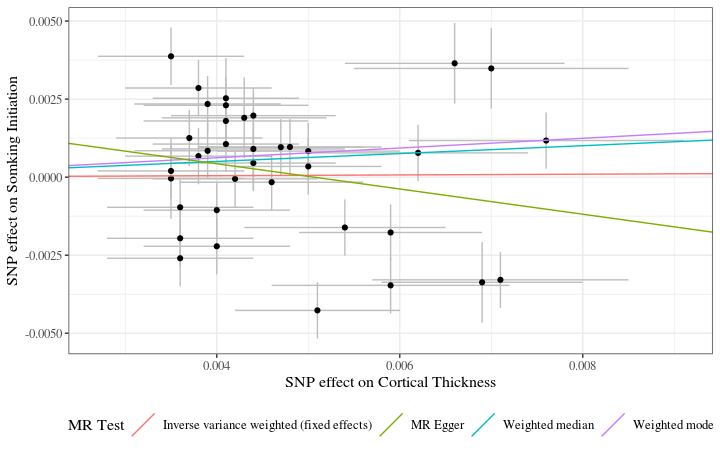 SNP effect on Somking Initiation
0.0050
0.0025
0.0000
-0.0025
-0.0050
0.004 0.006 0.008
SNP effect on Cortical Thickness
MR Test Inverse variance weighted (fixed effects) MR Egger Weighted median Weighted mode